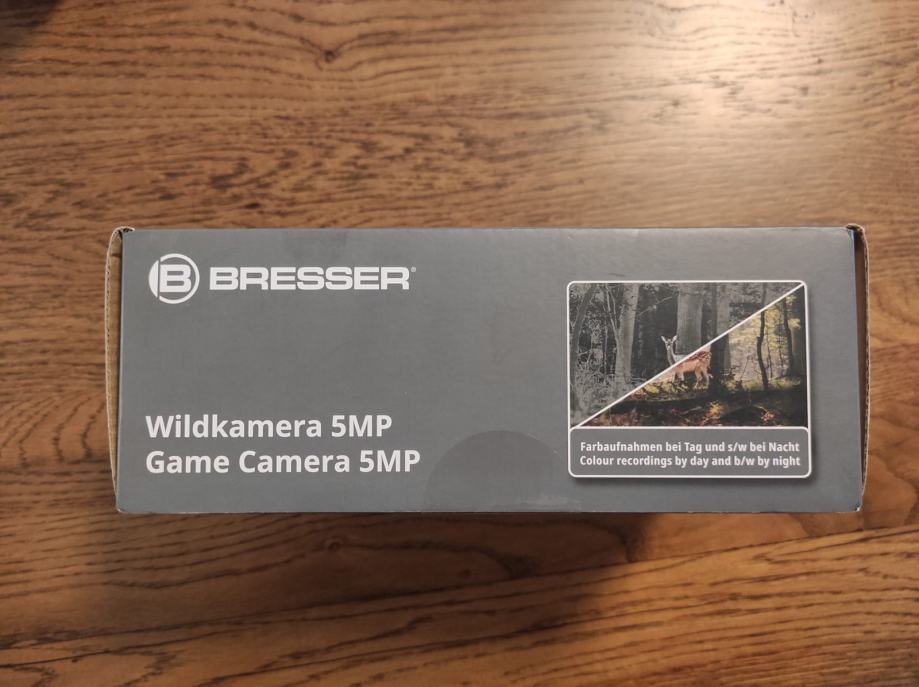 B BRESSER®
Wildkamera 5MP
Game Camera 5MP
Farbaufnahmen bei Tag und s/w bei Nacht
Colour recordings by day and b/w by night